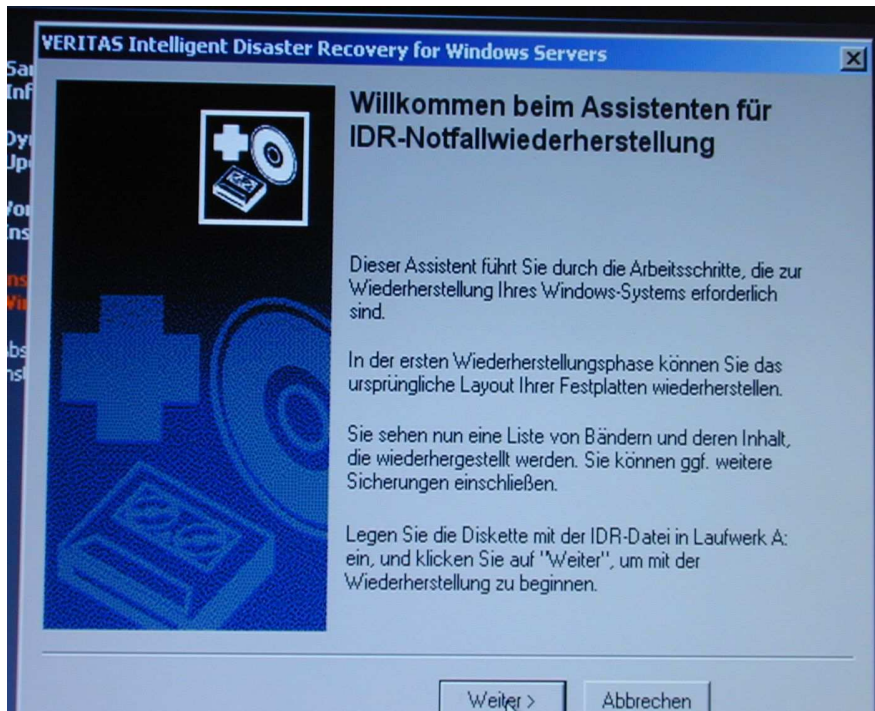 VERITAS Intelligent Disaster Recovery for Windows Servers
Willkommen beim Assistenten für
IDR-Notfallwiederherstellung
Dieser Assistent führt Sie durch die Arbeitsschritte, die zur
Wiederherstellung Ihres Windows-Systems erforderlich
sind.
In der ersten Wiederherstellungsphase können Sie das
ursprüngliche Layout Ihrer Festplatten wiederherstellen.
Sie sehen nun eine Liste von Bändern und deren Inhalt,
die wiederhergestellt werden. Sie können ggf. weitere
Sicherungen einschließen.
Legen Sie die Diskette mit der IDR-Datei in Laufwerk A:
ein, und klicken Sie auf "Weiter", um mit der
Wiederherstellung zu beginnen.
Weiter >
Abbrechen